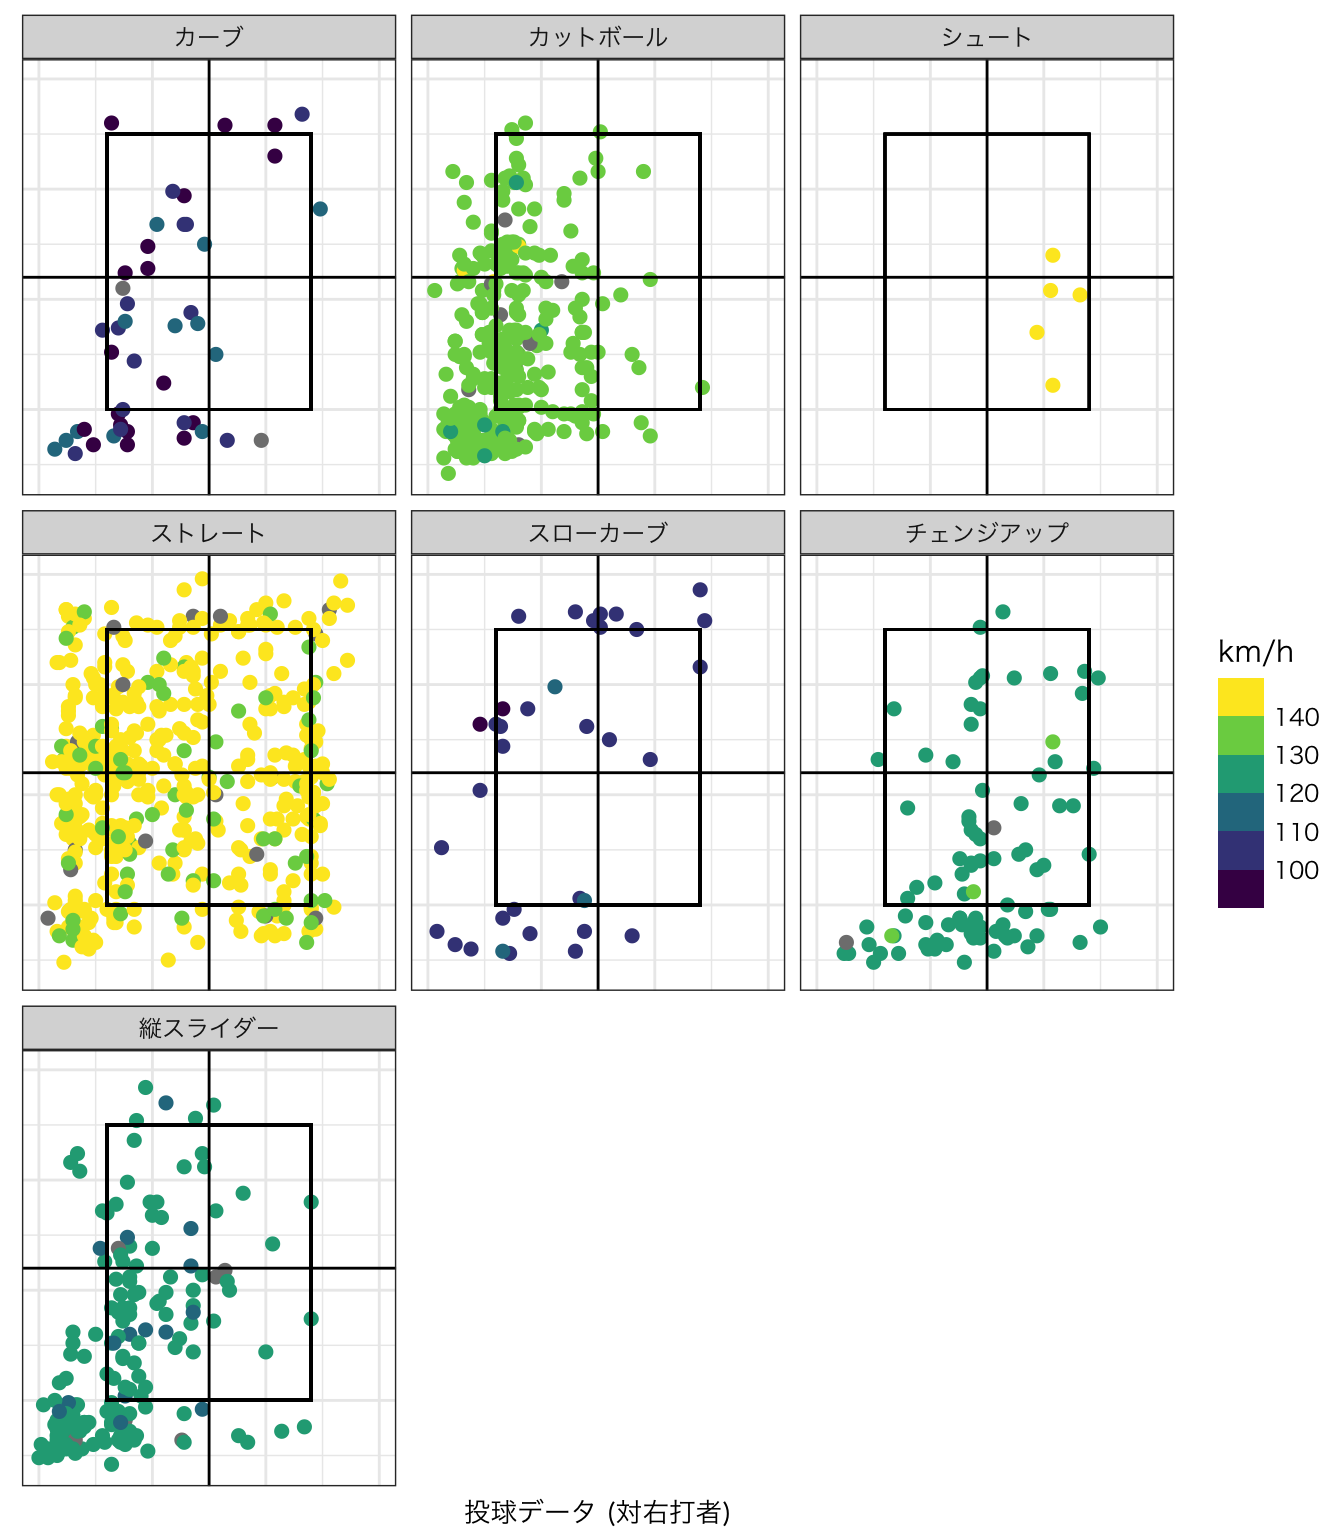 カーブ
カットボール
シュート
ストレート
スローカーブ
チェンジアップ
縦スライダー
km/h
140
130
120
110
100
投球データ (対右打者)